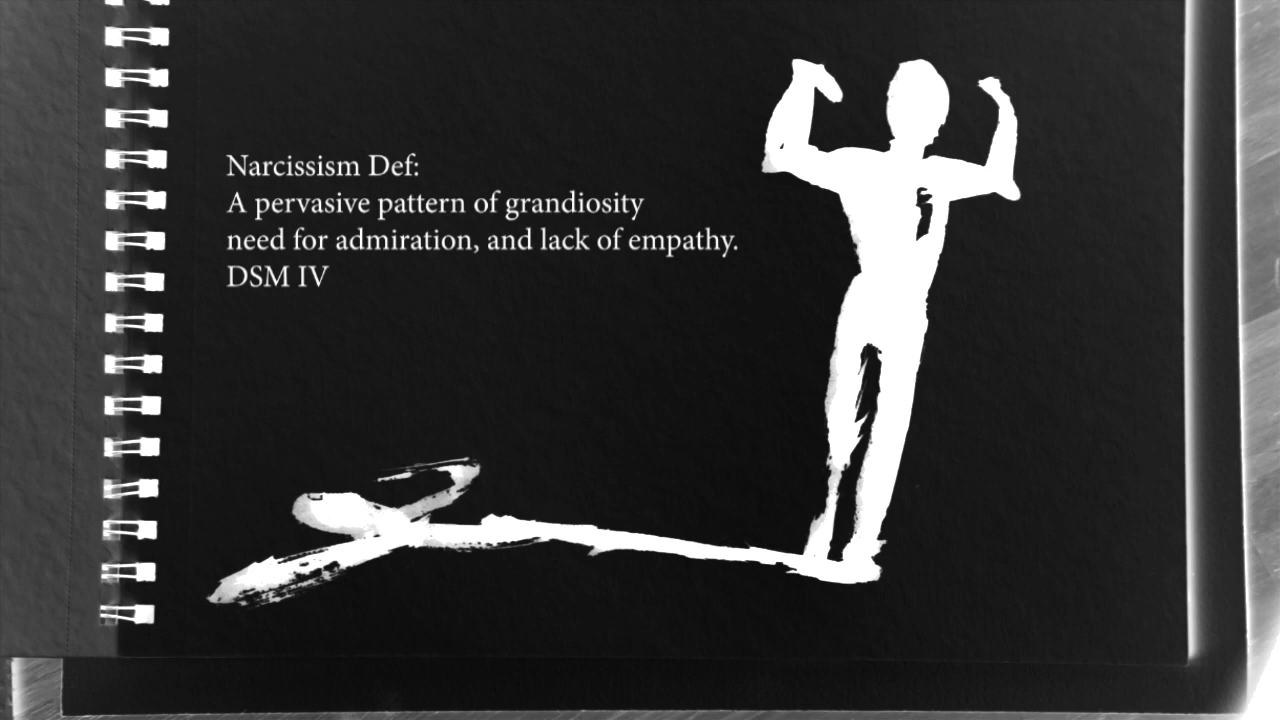 Narcissism Def:
A pervasive pattern of grandiosity
need for admiration, and lack of empathy.
DSM IV